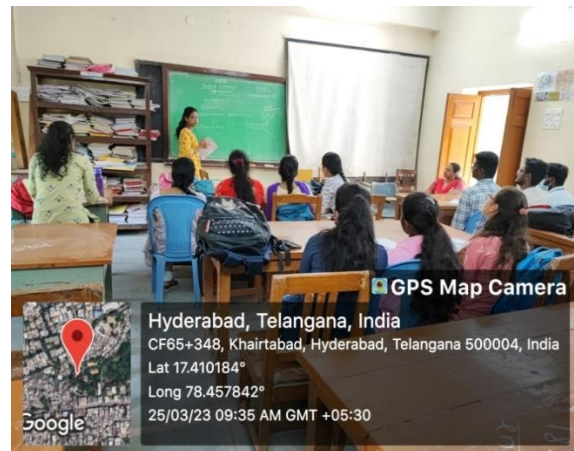 GPS Map Camera
Hyderabad, Telangana, India
CF65+348, Khairtabad, Hyderabad, Telangana 500004, India
Lat 17.410184°
Long 78.457842°
25/03/23 09:35 AM GMT +05:30
Google